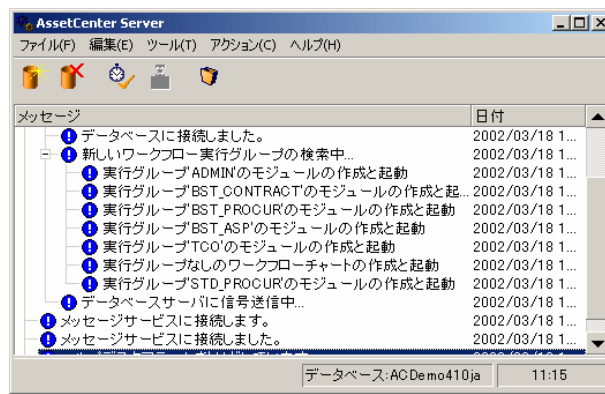 AssetCenter Server
ファイル(F) 編集(E) ツール(T) アクション(C) ヘルプ(H)
メッセージ 日付
データベースに接続しました。 2002/03/18 1...
新しいワークフロー実行グループの検索中... 2002/03/18 1...
実行グループ'ADMIN'のモジュールの作成と起動 2002/03/18 1...
実行グループ'BST_CONTRACT'のモジュールの作成と起... 2002/03/18 1...
実行グループ'BST_PROCUR'のモジュールの作成と起動 2002/03/18 1...
実行グループ'BST_ASP'のモジュールの作成と起動 2002/03/18 1...
実行グループ'TCO'のモジュールの作成と起動 2002/03/18 1...
実行グループなしのワークフローチャートの作成と起動 2002/03/18 1...
実行グループ'STD_PROCUR'のモジュールの作成と起動 2002/03/18 1...
データベースサーバに信号送信中... 2002/03/18 1...
メッセージサービスに接続します。 2002/03/18 1...
メッセージサービスに接続しました。 2002/03/18 1...
データベース:ACDemo410ja 11:15